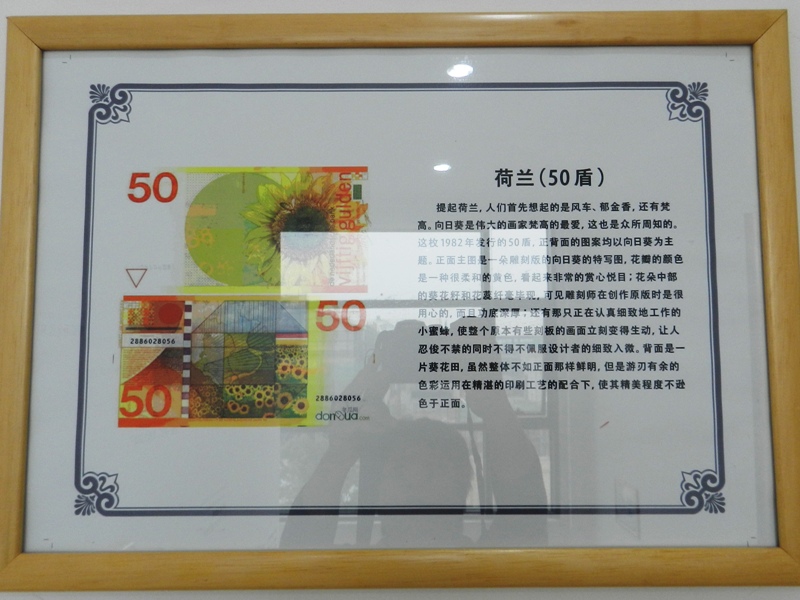 荷兰(50盾)
提起荷兰，人们首先想起的是风车、郁金香，还有梵
高。向日葵是伟大的画家梵高的最爱，这也是众所周知的。
这枚1982年发行的50盾，正背面的图案均以向日葵为主
题。正面主图是一朵雕刻版的向日葵的特写图，花瓣的颜色
是一种很柔和的黄色，看起来非常的赏心悦目；花朵中部
的葵花籽和花蕊纤毫毕现，可见雕刻师在创作原版时是很
用心的，而且功底深厚；还有那只正在认真细致地工作的
小蜜蜂，使整个原本有些刻板的画面立刻变得生动，让人
忍俊不禁的同时不得不佩服设计者的细致入微。背面是一
片葵花田，虽然整体不如正面那样鲜明，但是游刃有余的
色彩运用在精湛的印刷工艺的配合下，使其精美程度不逊
色于正面。
50
vijftig gulden
50
2886028056
50
2886028056